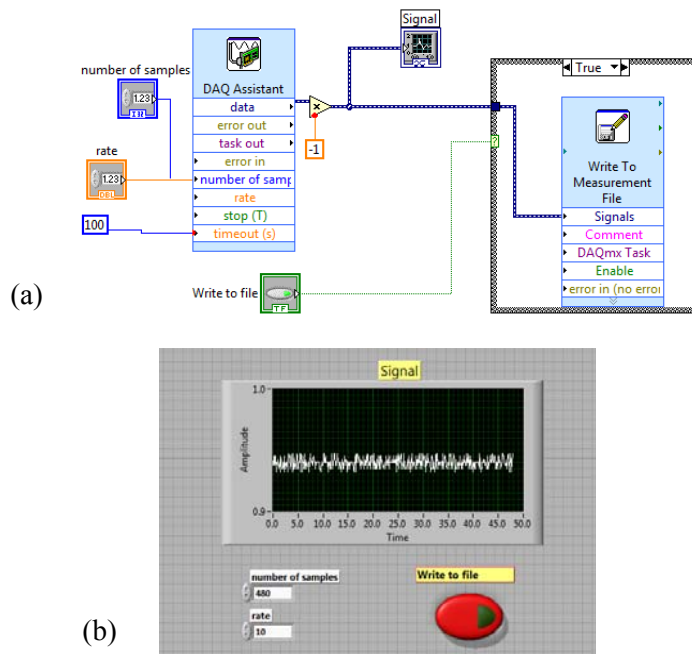 Signal
DAQ Assistant
data
error out
task out
error in
number of samp
rate
stop (T)
timeout (s)
number of samples
1.23
rate
1.23
DBL
100
×
-1
Write to file
TF
True
?
Write To
Measurement
File
Signals
Comment
DAQmx Task
Enable
error in (no erro
(a)
Signal
1.0
Amplitude
0.9
0.0 5.0 10.0 15.0 20.0 25.0 30.0 35.0 40.0 45.0 50.0
Time
number of samples
480
rate
10
Write to file
(b)